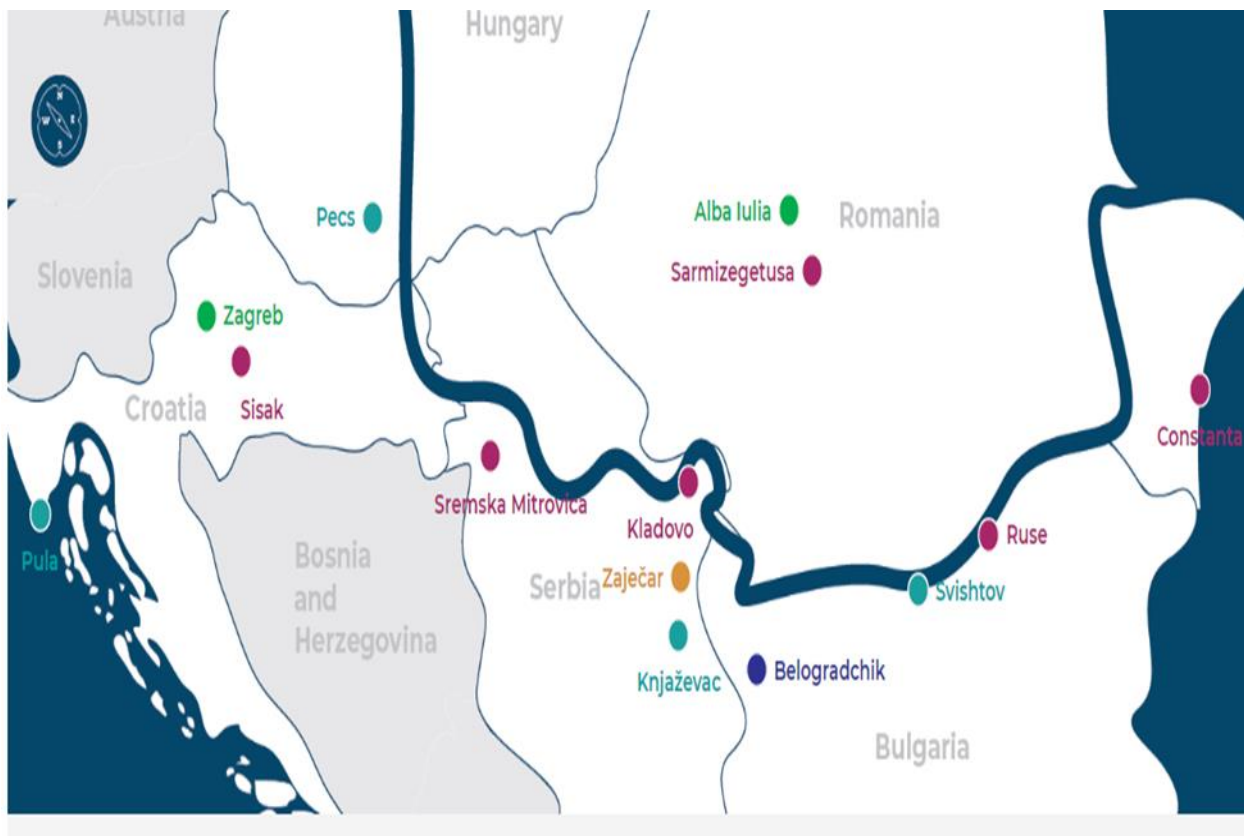 Austria
Hungary
N
W E
S
Pecs
Alba Iulia
Romania
Sarmizegetusa
Slovenia
Zagreb
Croatia
Sisak
Constanta
Sremska Mitrovica
Kladovo
Ruse
Pula
Bosnia
and
Herzegovina
Serbia
Zaječar
Svishtov
Knjaževac
Belogradchik
Bulgaria